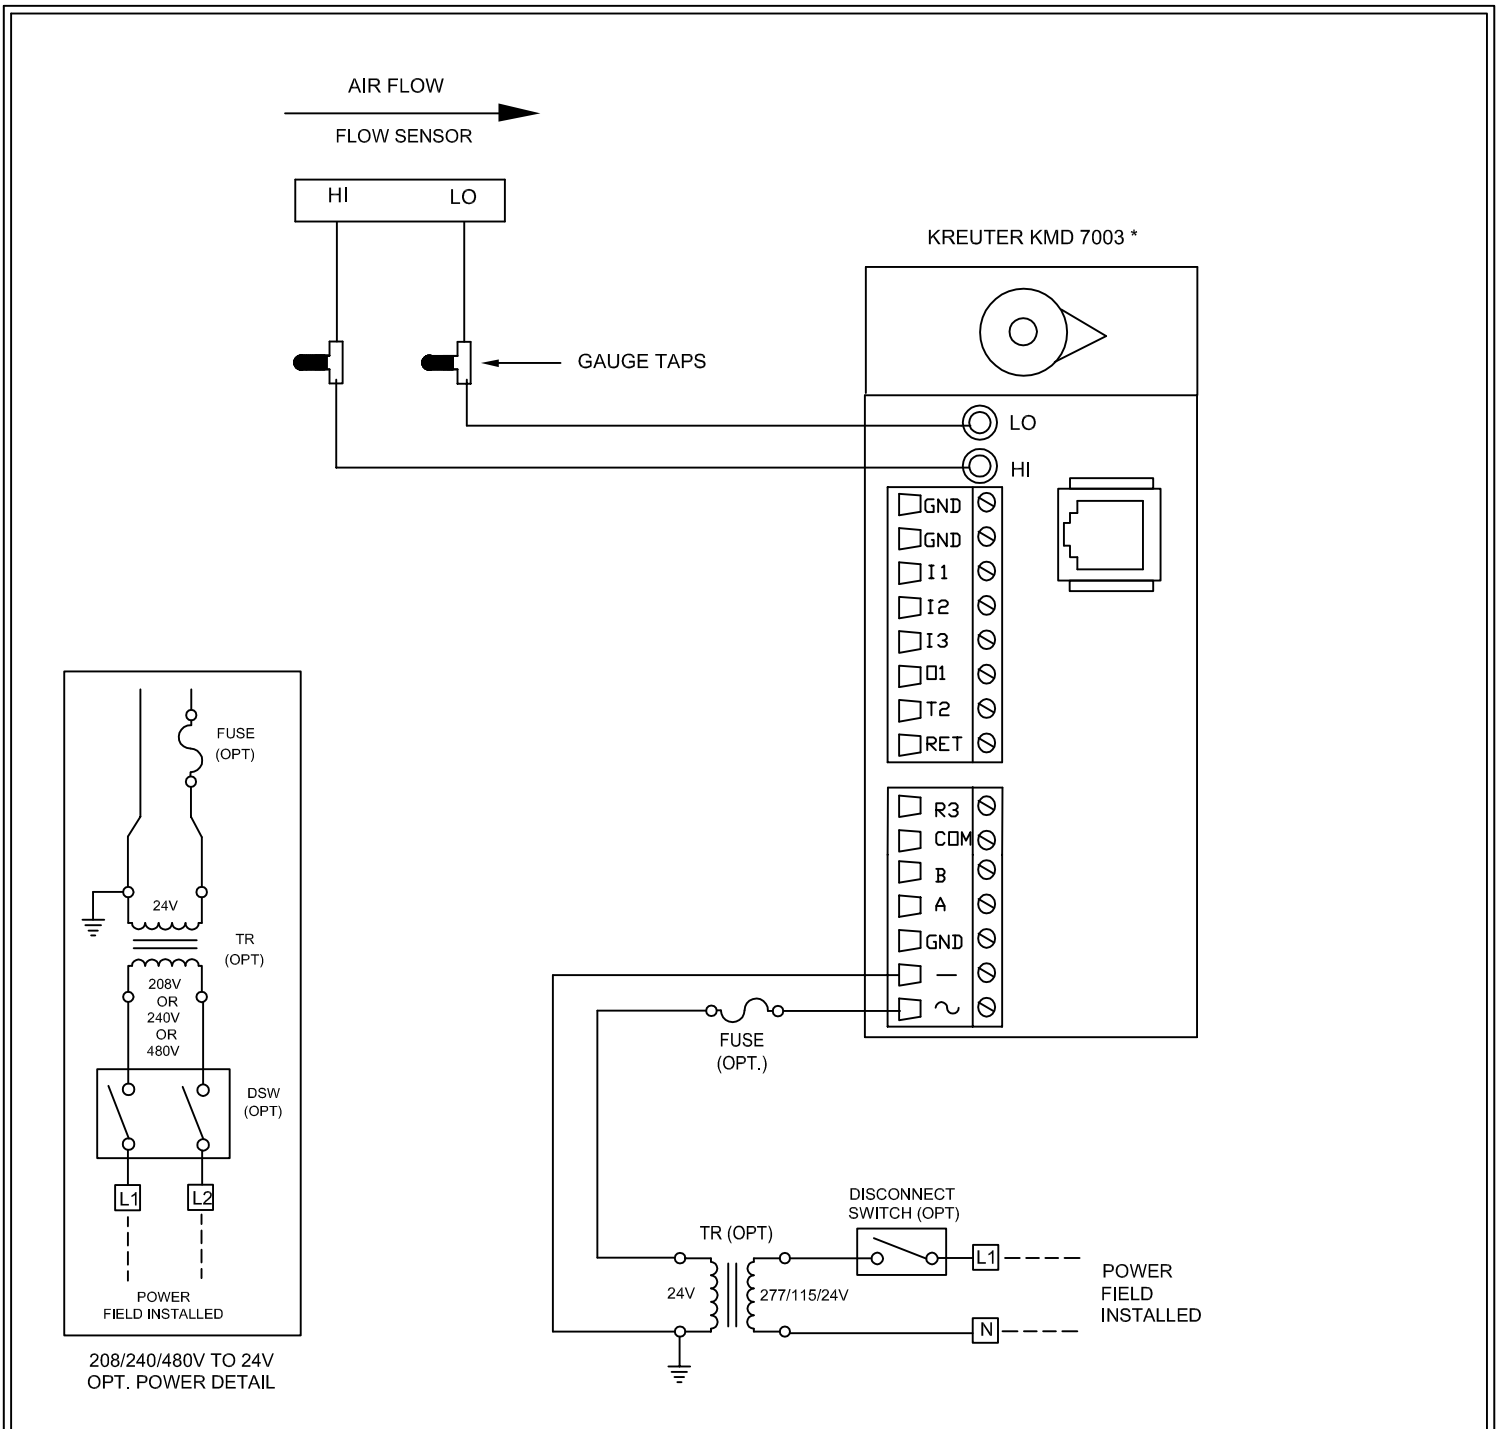 AIR FLOW
FLOW SENSOR
HI
LO
KREUTER KMD 7003 *
GAUGE TAPS
LO
HI
GND
GND
I1
I2
I3
O1
T2
RET
R3
COM
B
A
GND
—
~
FUSE
(OPT.)
TR (OPT)
24V
277/115/24V
DISCONNECT
SWITCH (OPT)
L1
N
POWER
FIELD
INSTALLED
FUSE
(OPT)
24V
TR
(OPT)
208V
OR
240V
OR
480V
DSW
(OPT)
L1
L2
POWER
FIELD INSTALLED
208/240/480V TO 24V
OPT. POWER DETAIL